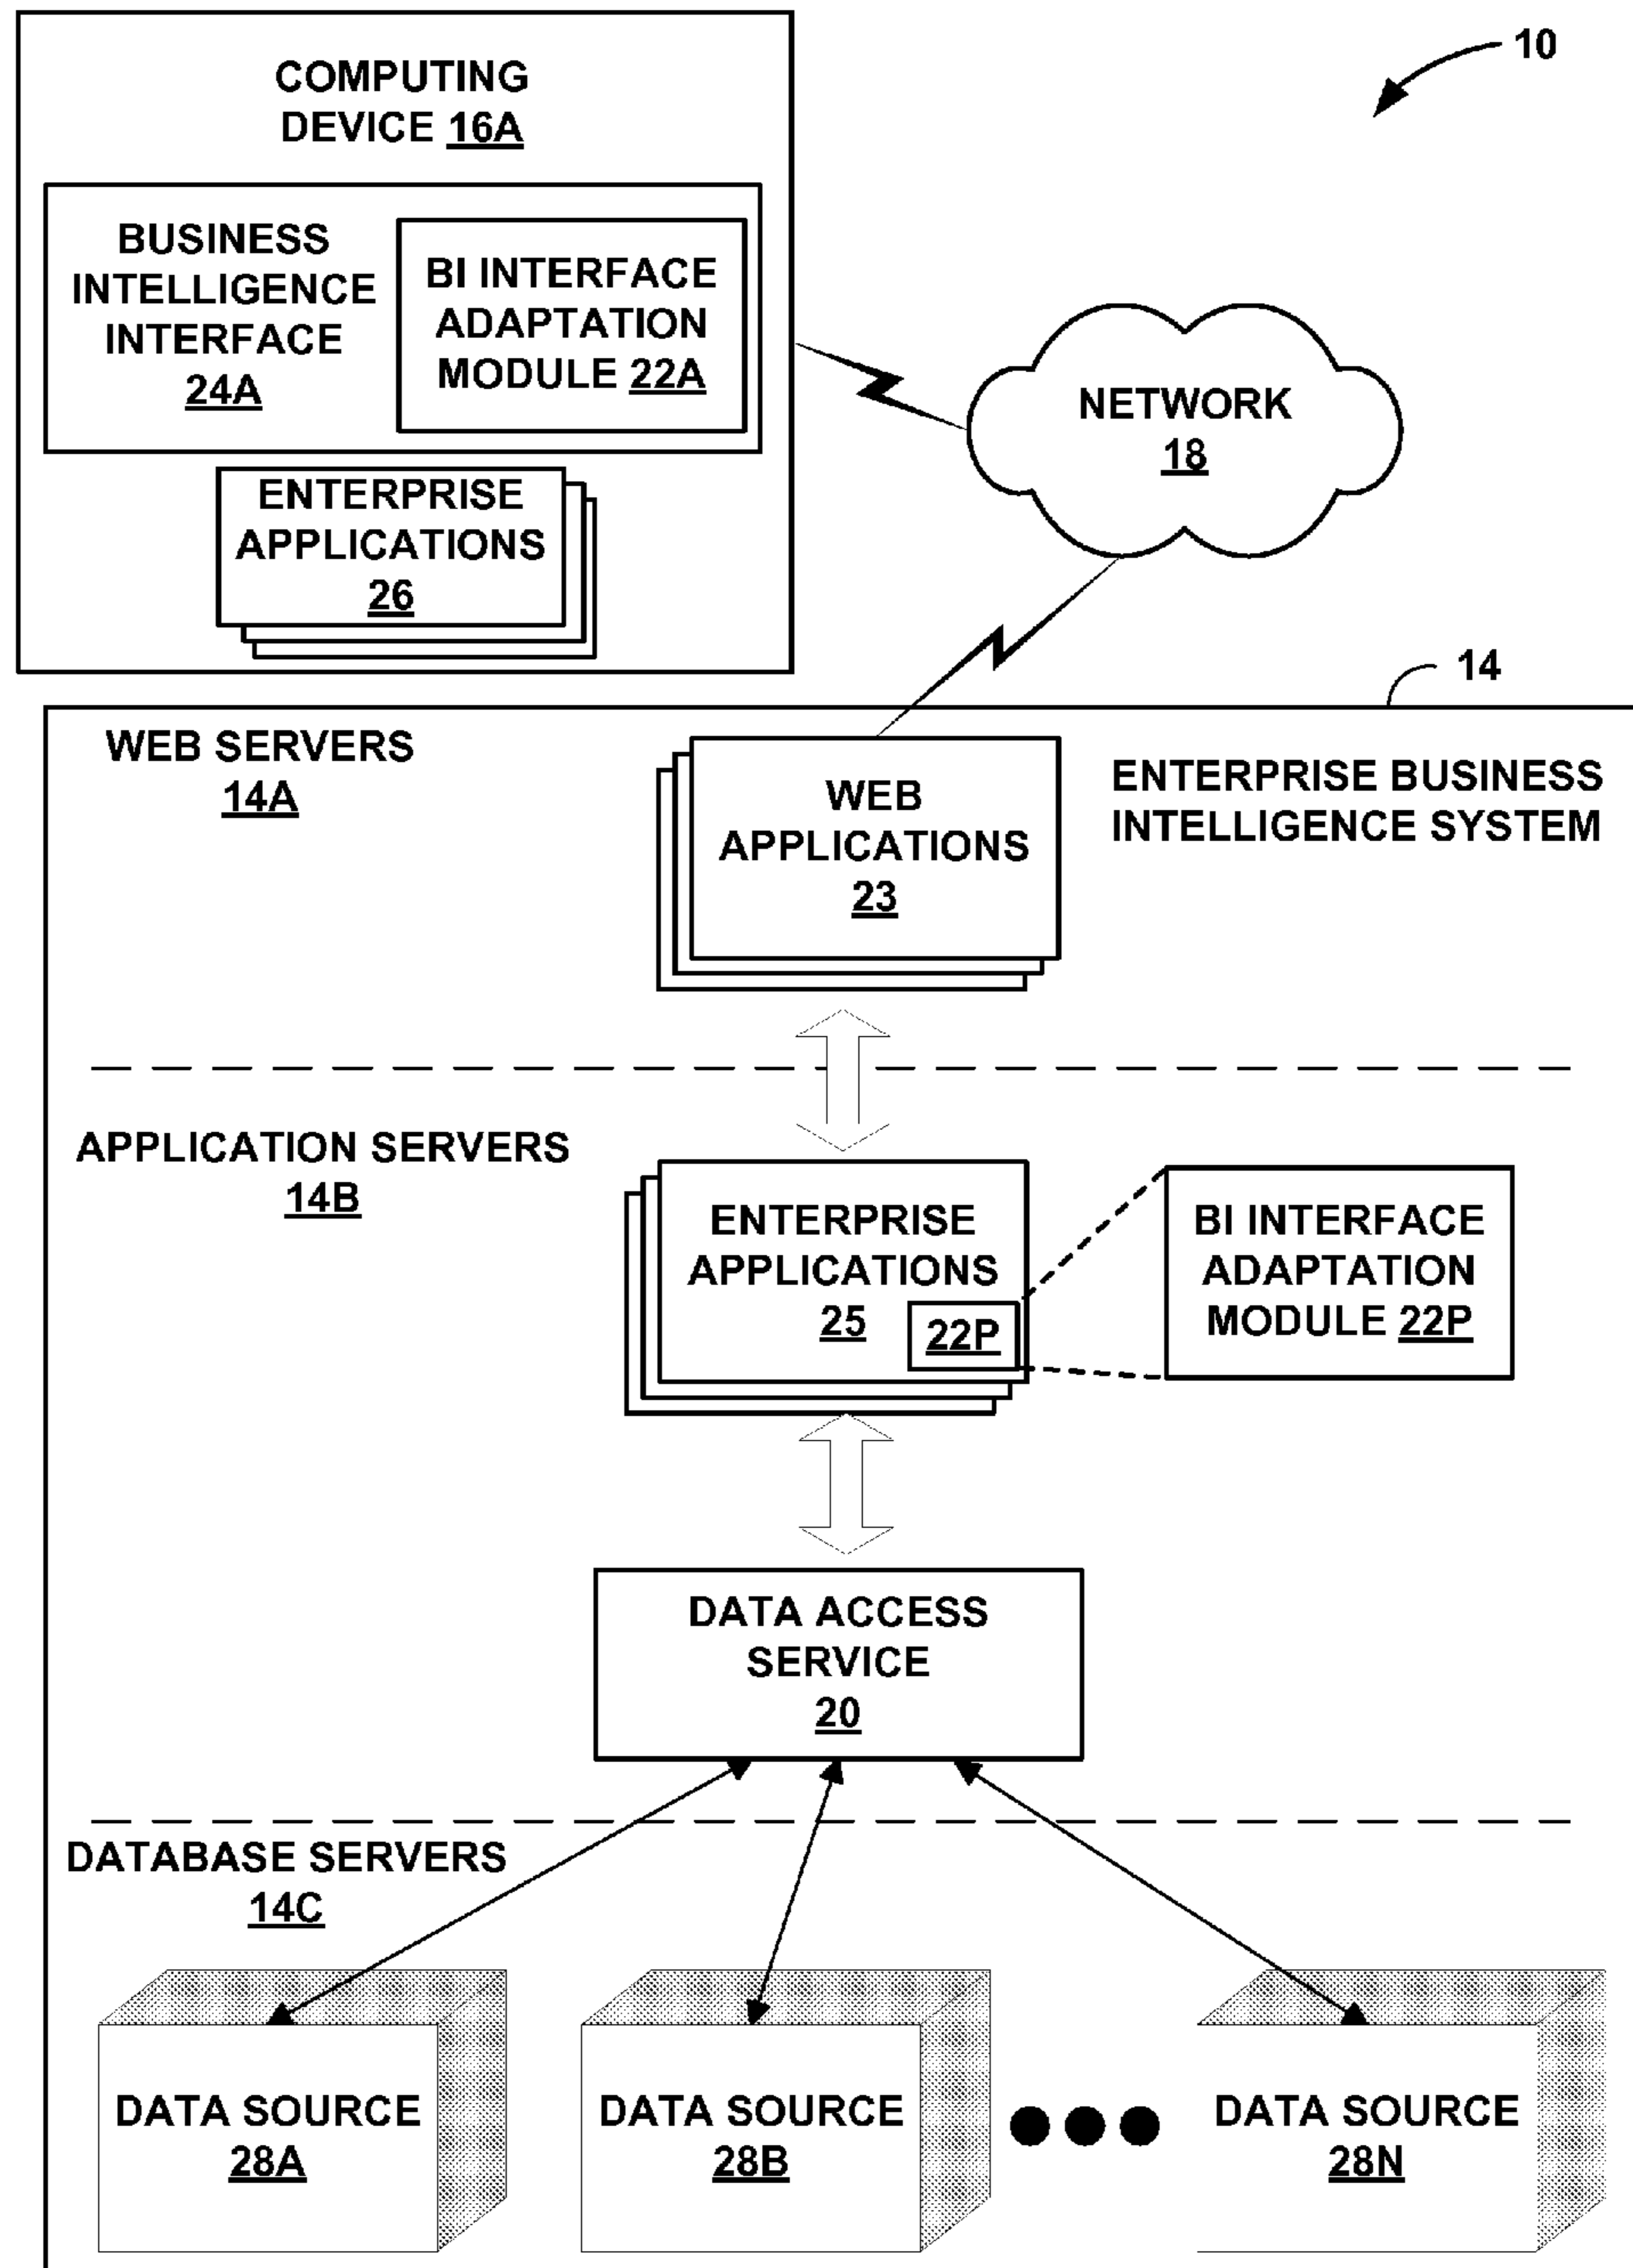 10
COMPUTING
DEVICE 16A
BUSINESS
INTELLIGENCE
INTERFACE
24A
BI INTERFACE
ADAPTATION
MODULE 22A
ENTERPRISE
APPLICATIONS
26
NETWORK
18
14
WEB SERVERS
14A
WEB
APPLICATIONS
23
ENTERPRISE BUSINESS
INTELLIGENCE SYSTEM
APPLICATION SERVERS
14B
ENTERPRISE
APPLICATIONS
25
22P
BI INTERFACE
ADAPTATION
MODULE 22P
DATA ACCESS
SERVICE
20
DATABASE SERVERS
14C
DATA SOURCE
28A
DATA SOURCE
28B
DATA SOURCE
28N